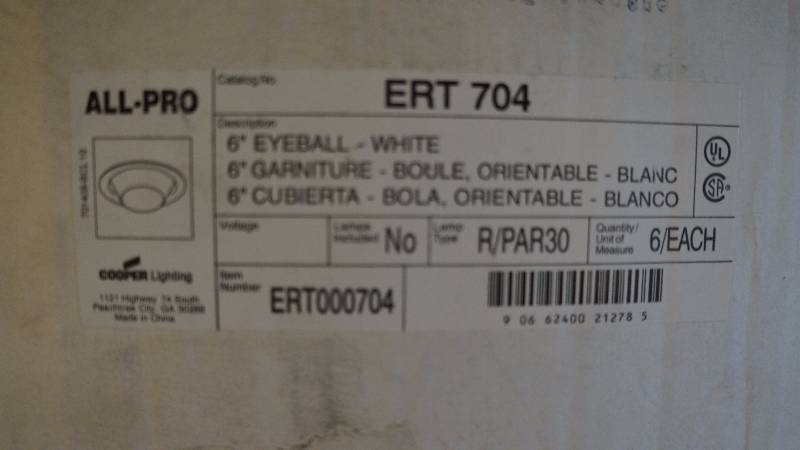 ALL-PRO
Catalog No.
ERT 704
Description
6" EYEBALL - WHITE
6" GARNITURE - BOULE, ORIENTABLE - BLANC
6" CUBIERTA - BOLA, ORIENTABLE - BLANCO
UL
SA
Voltage
Lamps Included
No
Lamp Type
R/PAR30
Quantity/
Unit of
Measure
6/EACH
COOPER Lighting
1121 Highway 74 South
Peachtree City, GA 30269
Made in China
Item
Number
ERT000704
9 06 62400 21278 5